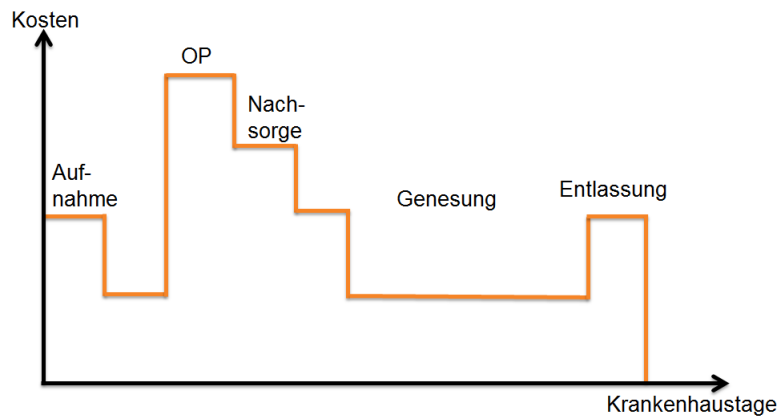 Kosten
OP
Nach-
sorge
Auf-
nahme
Genesung
Entlassung
Krankenhaustage